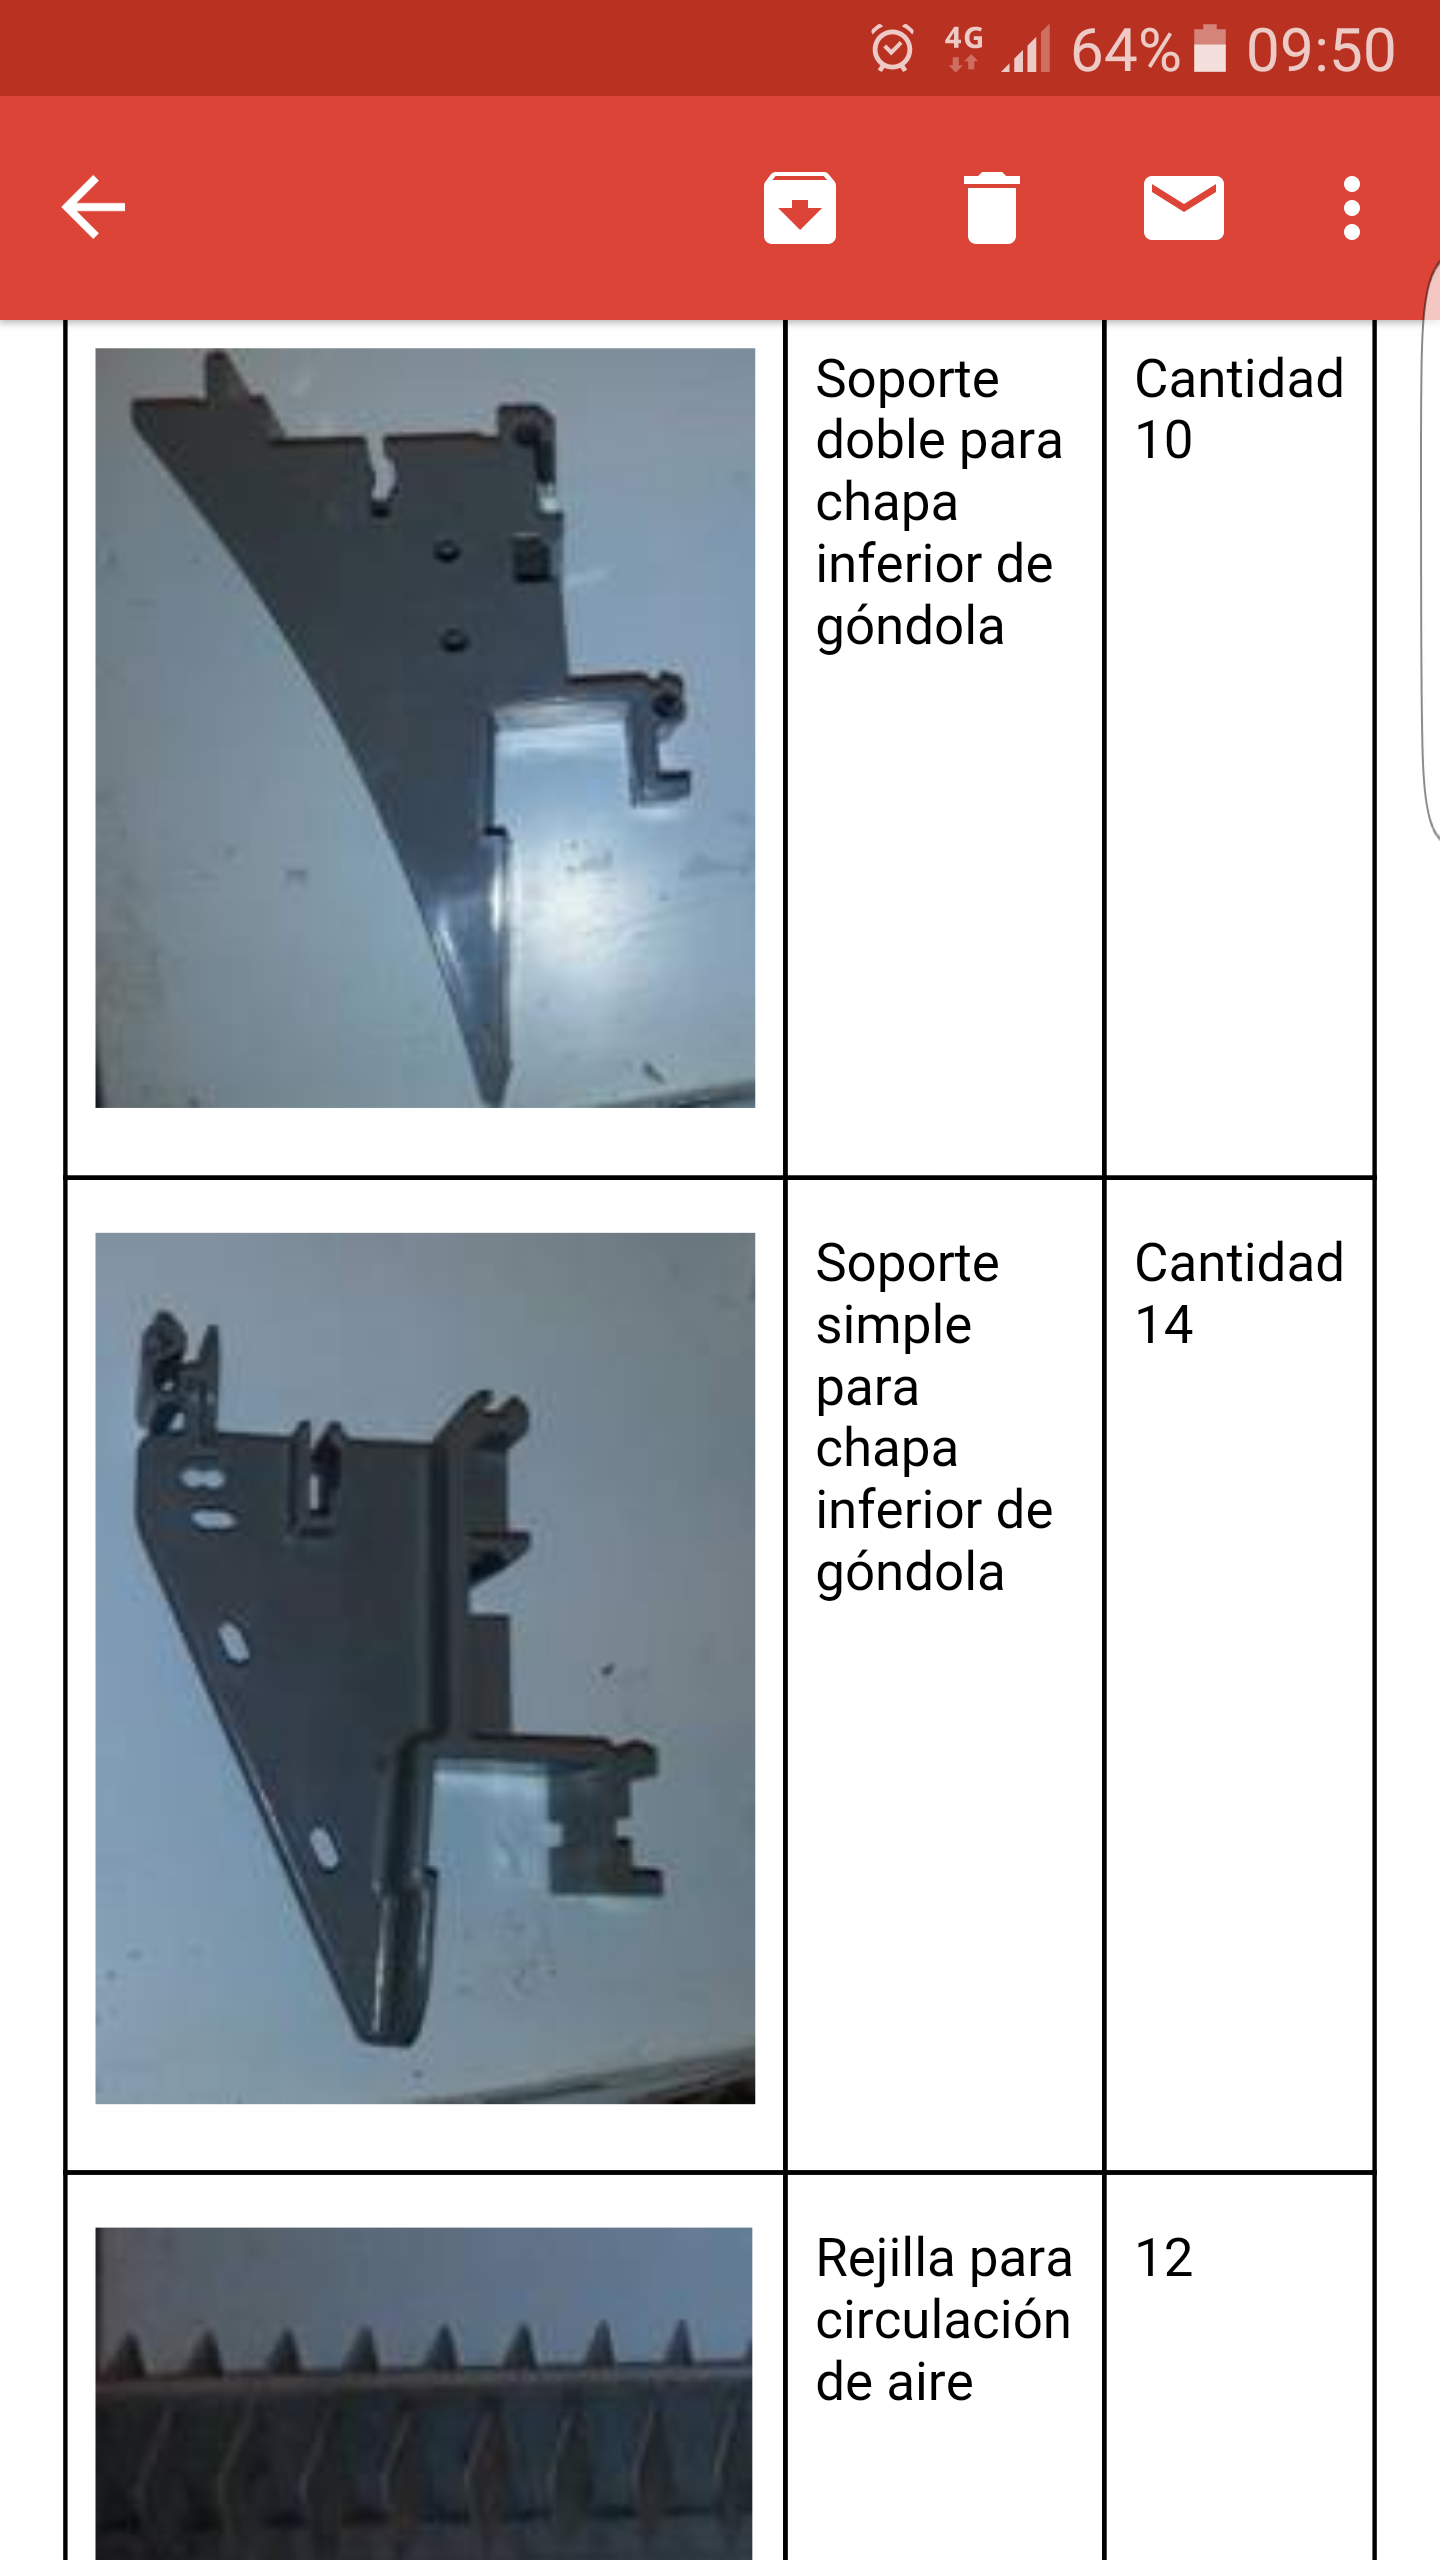 4G 64% 09:50
Soporte
doble para
chapa
inferior de
góndola
Cantidad
10
Soporte
simple
para
chapa
inferior de
góndola
Cantidad
14
Rejilla para
circulación
de aire
12